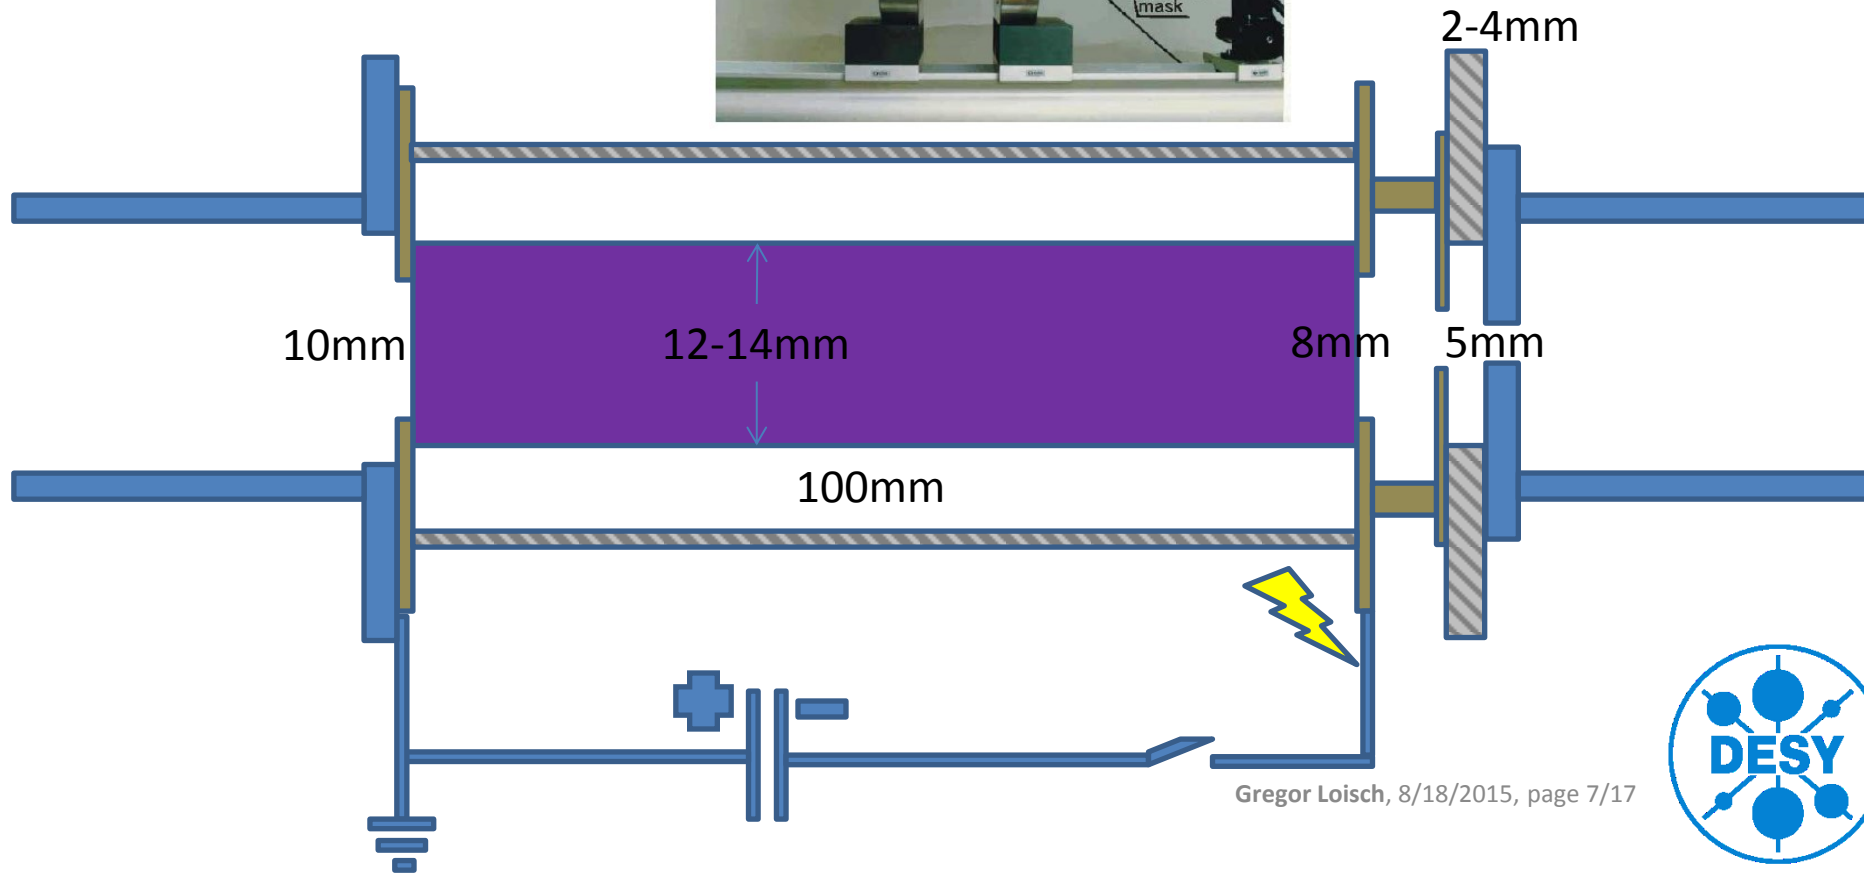 mask
2-4mm
10mm
12-14mm
8mm
5mm
100mm
Gregor Loisch, 8/18/2015, page 7/17
DESY